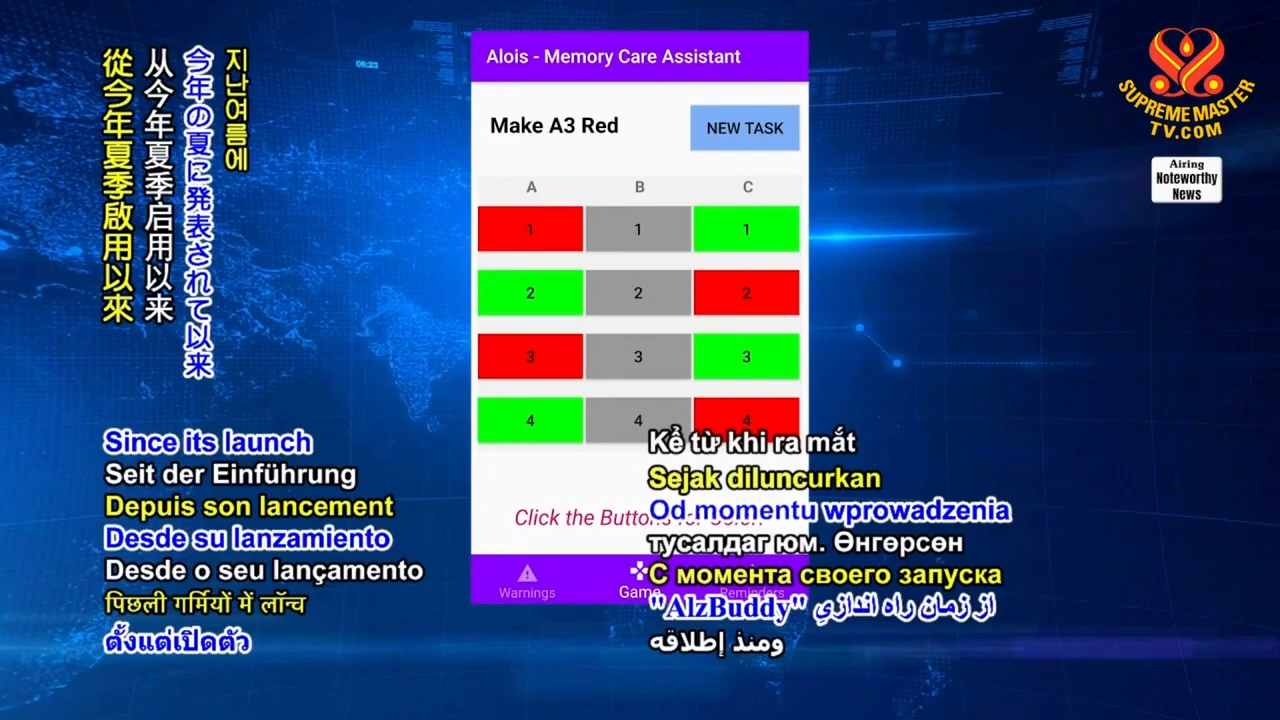 지난여름에
今年の夏に発表されて以来
从今年夏季启用以来
從今年夏季啟用以來
06:23
Alois - Memory Care Assistant
Make A3 Red
NEW TASK
A B C
1 1 1
2 2 2
3 3 3
4 4 4
Click the Buttons for Color
Warnings
Game
Reminders
SUPREME MASTER
TV.COM
Airing
Noteworthy
News
Since its launch
Seit der Einführung
Depuis son lancement
Desde su lanzamiento
Desde o seu lançamento
पिछली गर्मियों में लॉन्च
ตั้งแต่เปิดตัว
Kể từ khi ra mắt
Sejak diluncurkan
Od momentu wprowadzenia
тусалдаг юм. Өнгөрсөн
С момента своего запуска
از زمان راه اندازي "AlzBuddy"
ومنذ إطلاقه